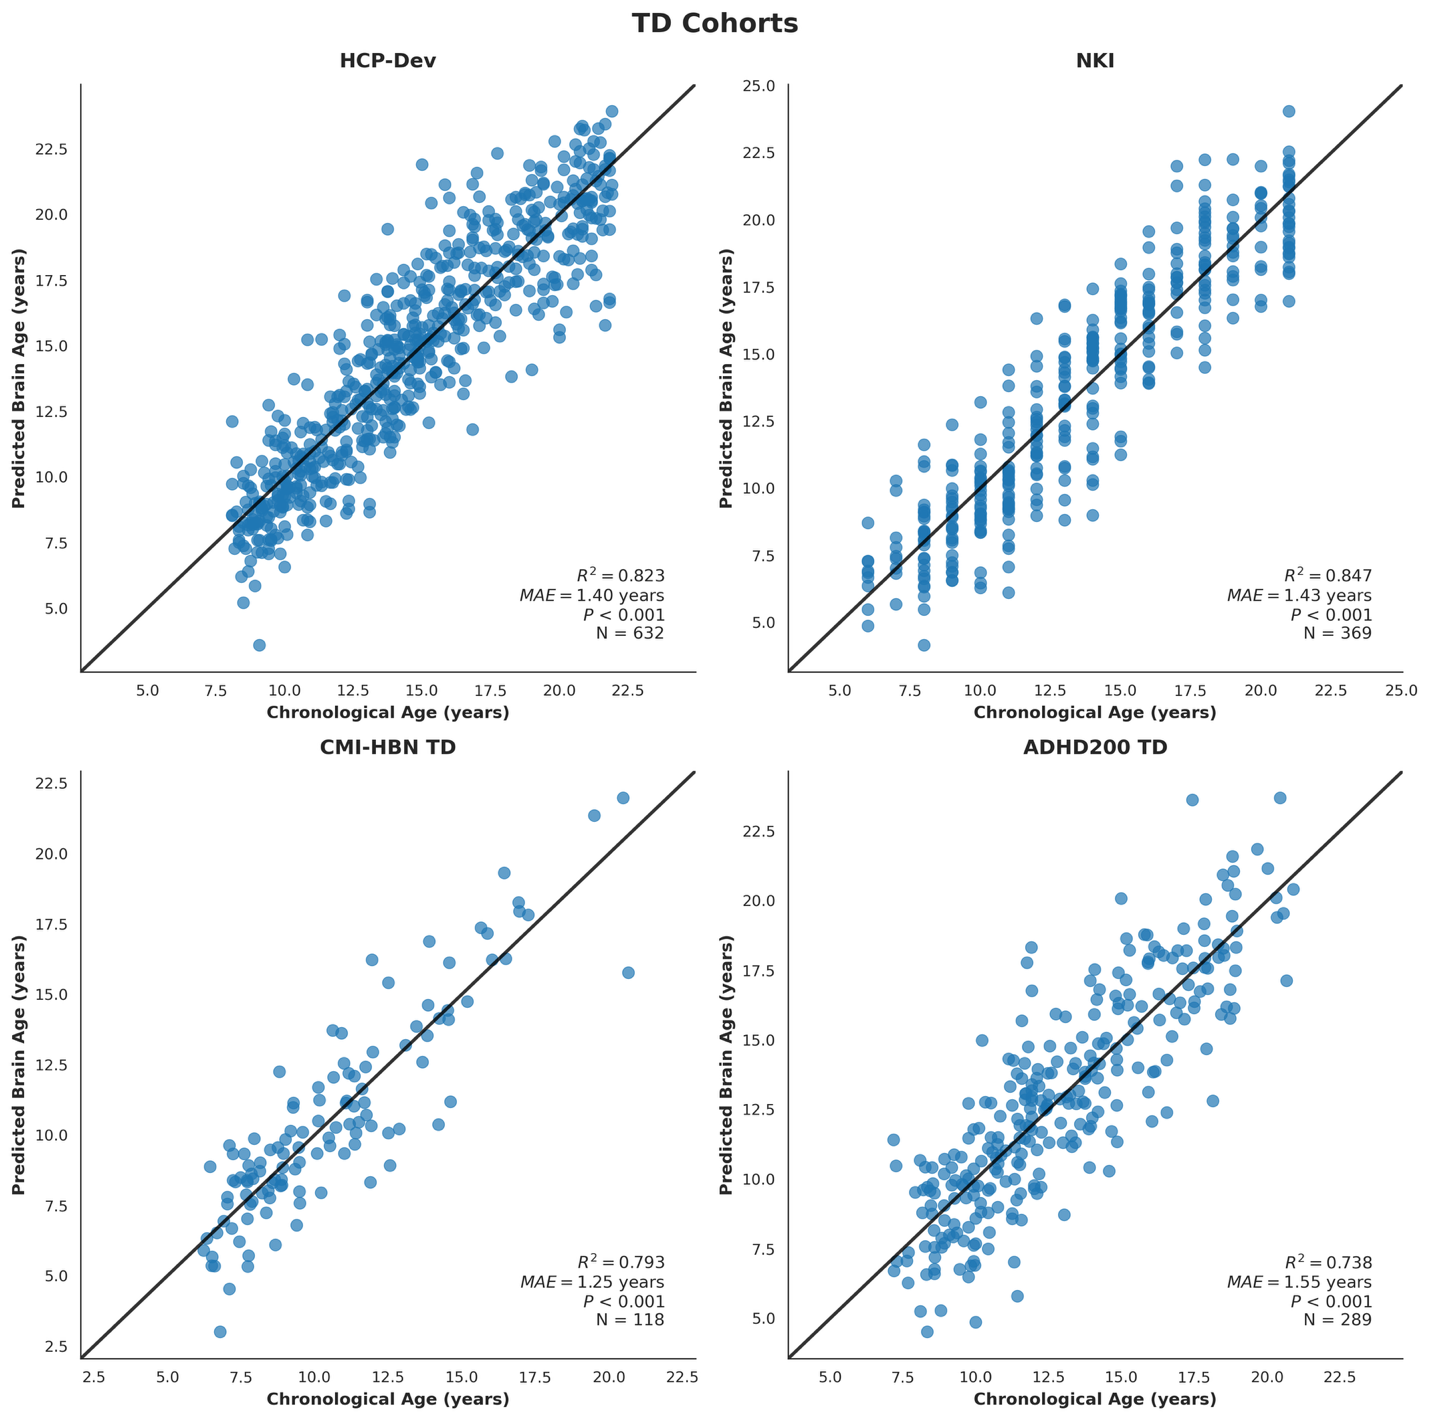 TD Cohorts
HCP-Dev
22.5
20.0
17.5
15.0
12.5
10.0
7.5
5.0
Predicted Brain Age (years)
R² = 0.823
MAE = 1.40 years
P < 0.001
N = 632
5.0 7.5 10.0 12.5 15.0 17.5 20.0 22.5
Chronological Age (years)
NKI
25.0
22.5
20.0
17.5
15.0
12.5
10.0
7.5
5.0
Predicted Brain Age (years)
R² = 0.847
MAE = 1.43 years
P < 0.001
N = 369
5.0 7.5 10.0 12.5 15.0 17.5 20.0 22.5 25.0
Chronological Age (years)
CMI-HBN TD
22.5
20.0
17.5
15.0
12.5
10.0
7.5
5.0
2.5
Predicted Brain Age (years)
R² = 0.793
MAE = 1.25 years
P < 0.001
N = 118
2.5 5.0 7.5 10.0 12.5 15.0 17.5 20.0 22.5
Chronological Age (years)
ADHD200 TD
22.5
20.0
17.5
15.0
12.5
10.0
7.5
5.0
Predicted Brain Age (years)
R² = 0.738
MAE = 1.55 years
P < 0.001
N = 289
5.0 7.5 10.0 12.5 15.0 17.5 20.0 22.5
Chronological Age (years)